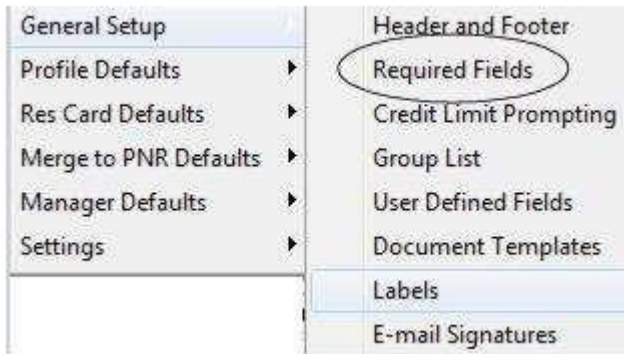 General Setup
Profile Defaults
Res Card Defaults
Merge to PNR Defaults
Manager Defaults
Settings
Header and Footer
Required Fields
Credit Limit Prompting
Group List
User Defined Fields
Document Templates
Labels
E-mail Signatures